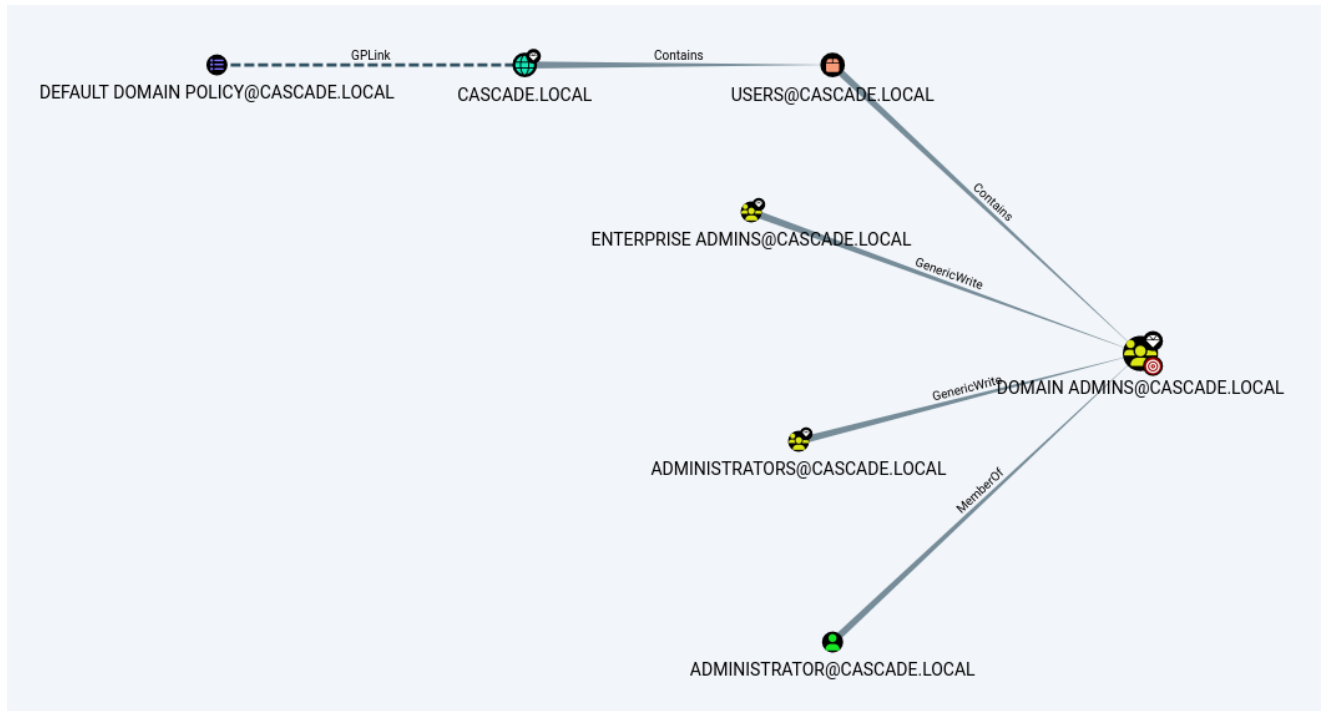 GPLink
Contains
DEFAULT DOMAIN POLICY@CASCADE.LOCAL
CASCADE.LOCAL
USERS@CASCADE.LOCAL
Contains
ENTERPRISE ADMINS@CASCADE.LOCAL
GenericWrite
GenericWrite
DOMAIN ADMINS@CASCADE.LOCAL
ADMINISTRATORS@CASCADE.LOCAL
MemberOf
ADMINISTRATOR@CASCADE.LOCAL